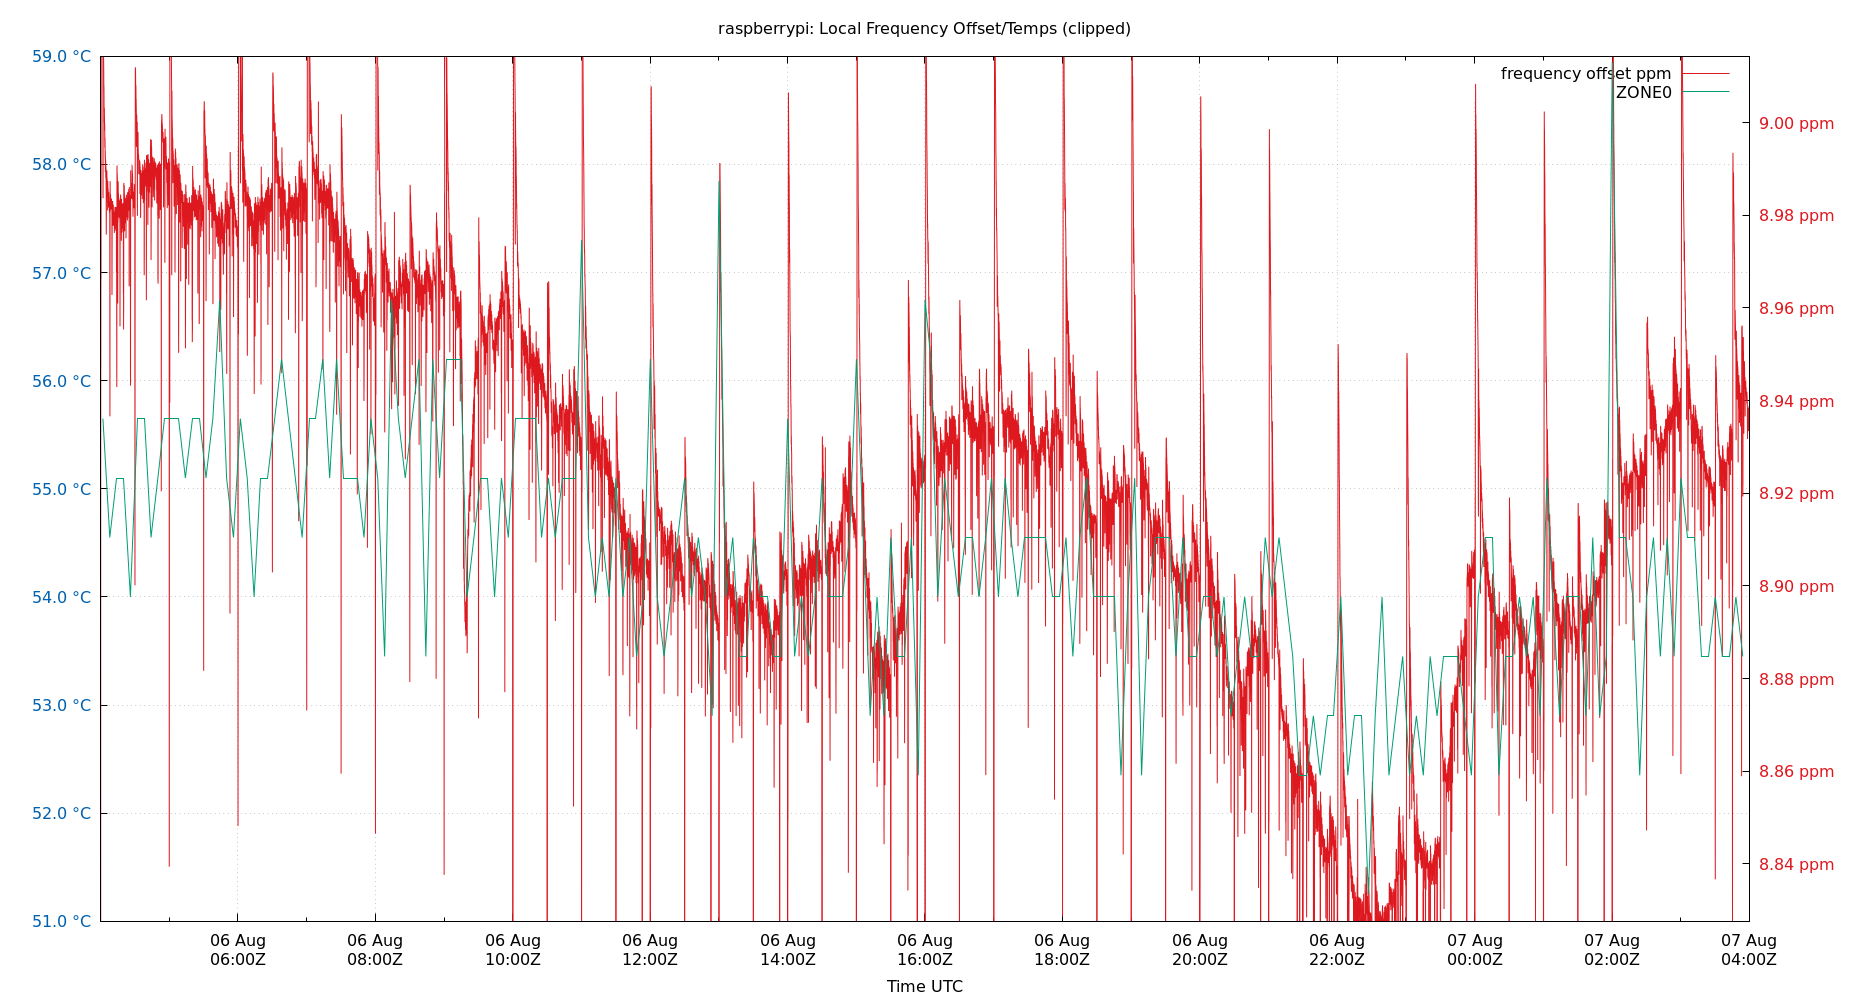 raspberrypi: Local Frequency Offset/Temps (clipped)
frequency offset ppm
ZONE0
59.0 °C
58.0 °C
57.0 °C
56.0 °C
55.0 °C
54.0 °C
53.0 °C
52.0 °C
51.0 °C
9.00 ppm
8.98 ppm
8.96 ppm
8.94 ppm
8.92 ppm
8.90 ppm
8.88 ppm
8.86 ppm
8.84 ppm
06 Aug 06 Aug 06 Aug 06 Aug 06 Aug 06 Aug 06 Aug 06 Aug 06 Aug 07 Aug 07 Aug 07 Aug
06:00Z 08:00Z 10:00Z 12:00Z 14:00Z 16:00Z 18:00Z 20:00Z 22:00Z 00:00Z 02:00Z 04:00Z
Time UTC